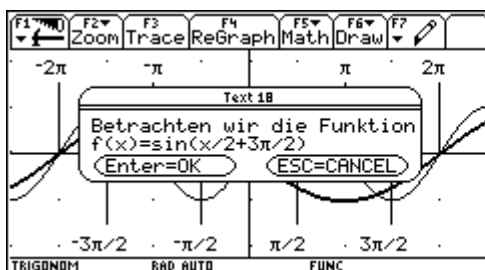 F1 F2 F3 F4 F5 F6 F7
Zoom Trace ReGraph Math Draw
-2π -π π 2π
Text 18
Betrachten wir die Funktion
f(x)=sin(x/2+3π/2)
Enter=OK ESC=CANCEL
-3π/2 -π/2 π/2 3π/2
TRIGONOM RAD AUTO FUNC